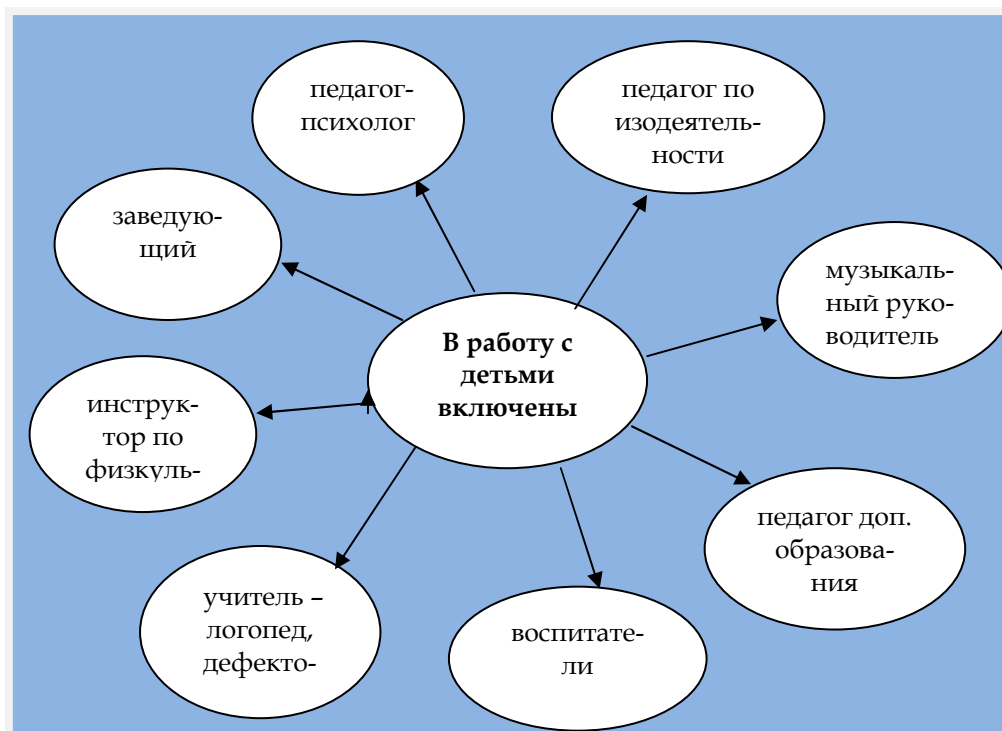 педагог-
психолог
педагог по
изодеятель-
ности
заведую-
щий
музыкаль-
ный руко-
водитель
В работу с
детьми
включены
инструк-
тор по
физкуль-
педагог доп.
образова-
ния
учитель –
логопед,
дефекто-
воспитате-
ли